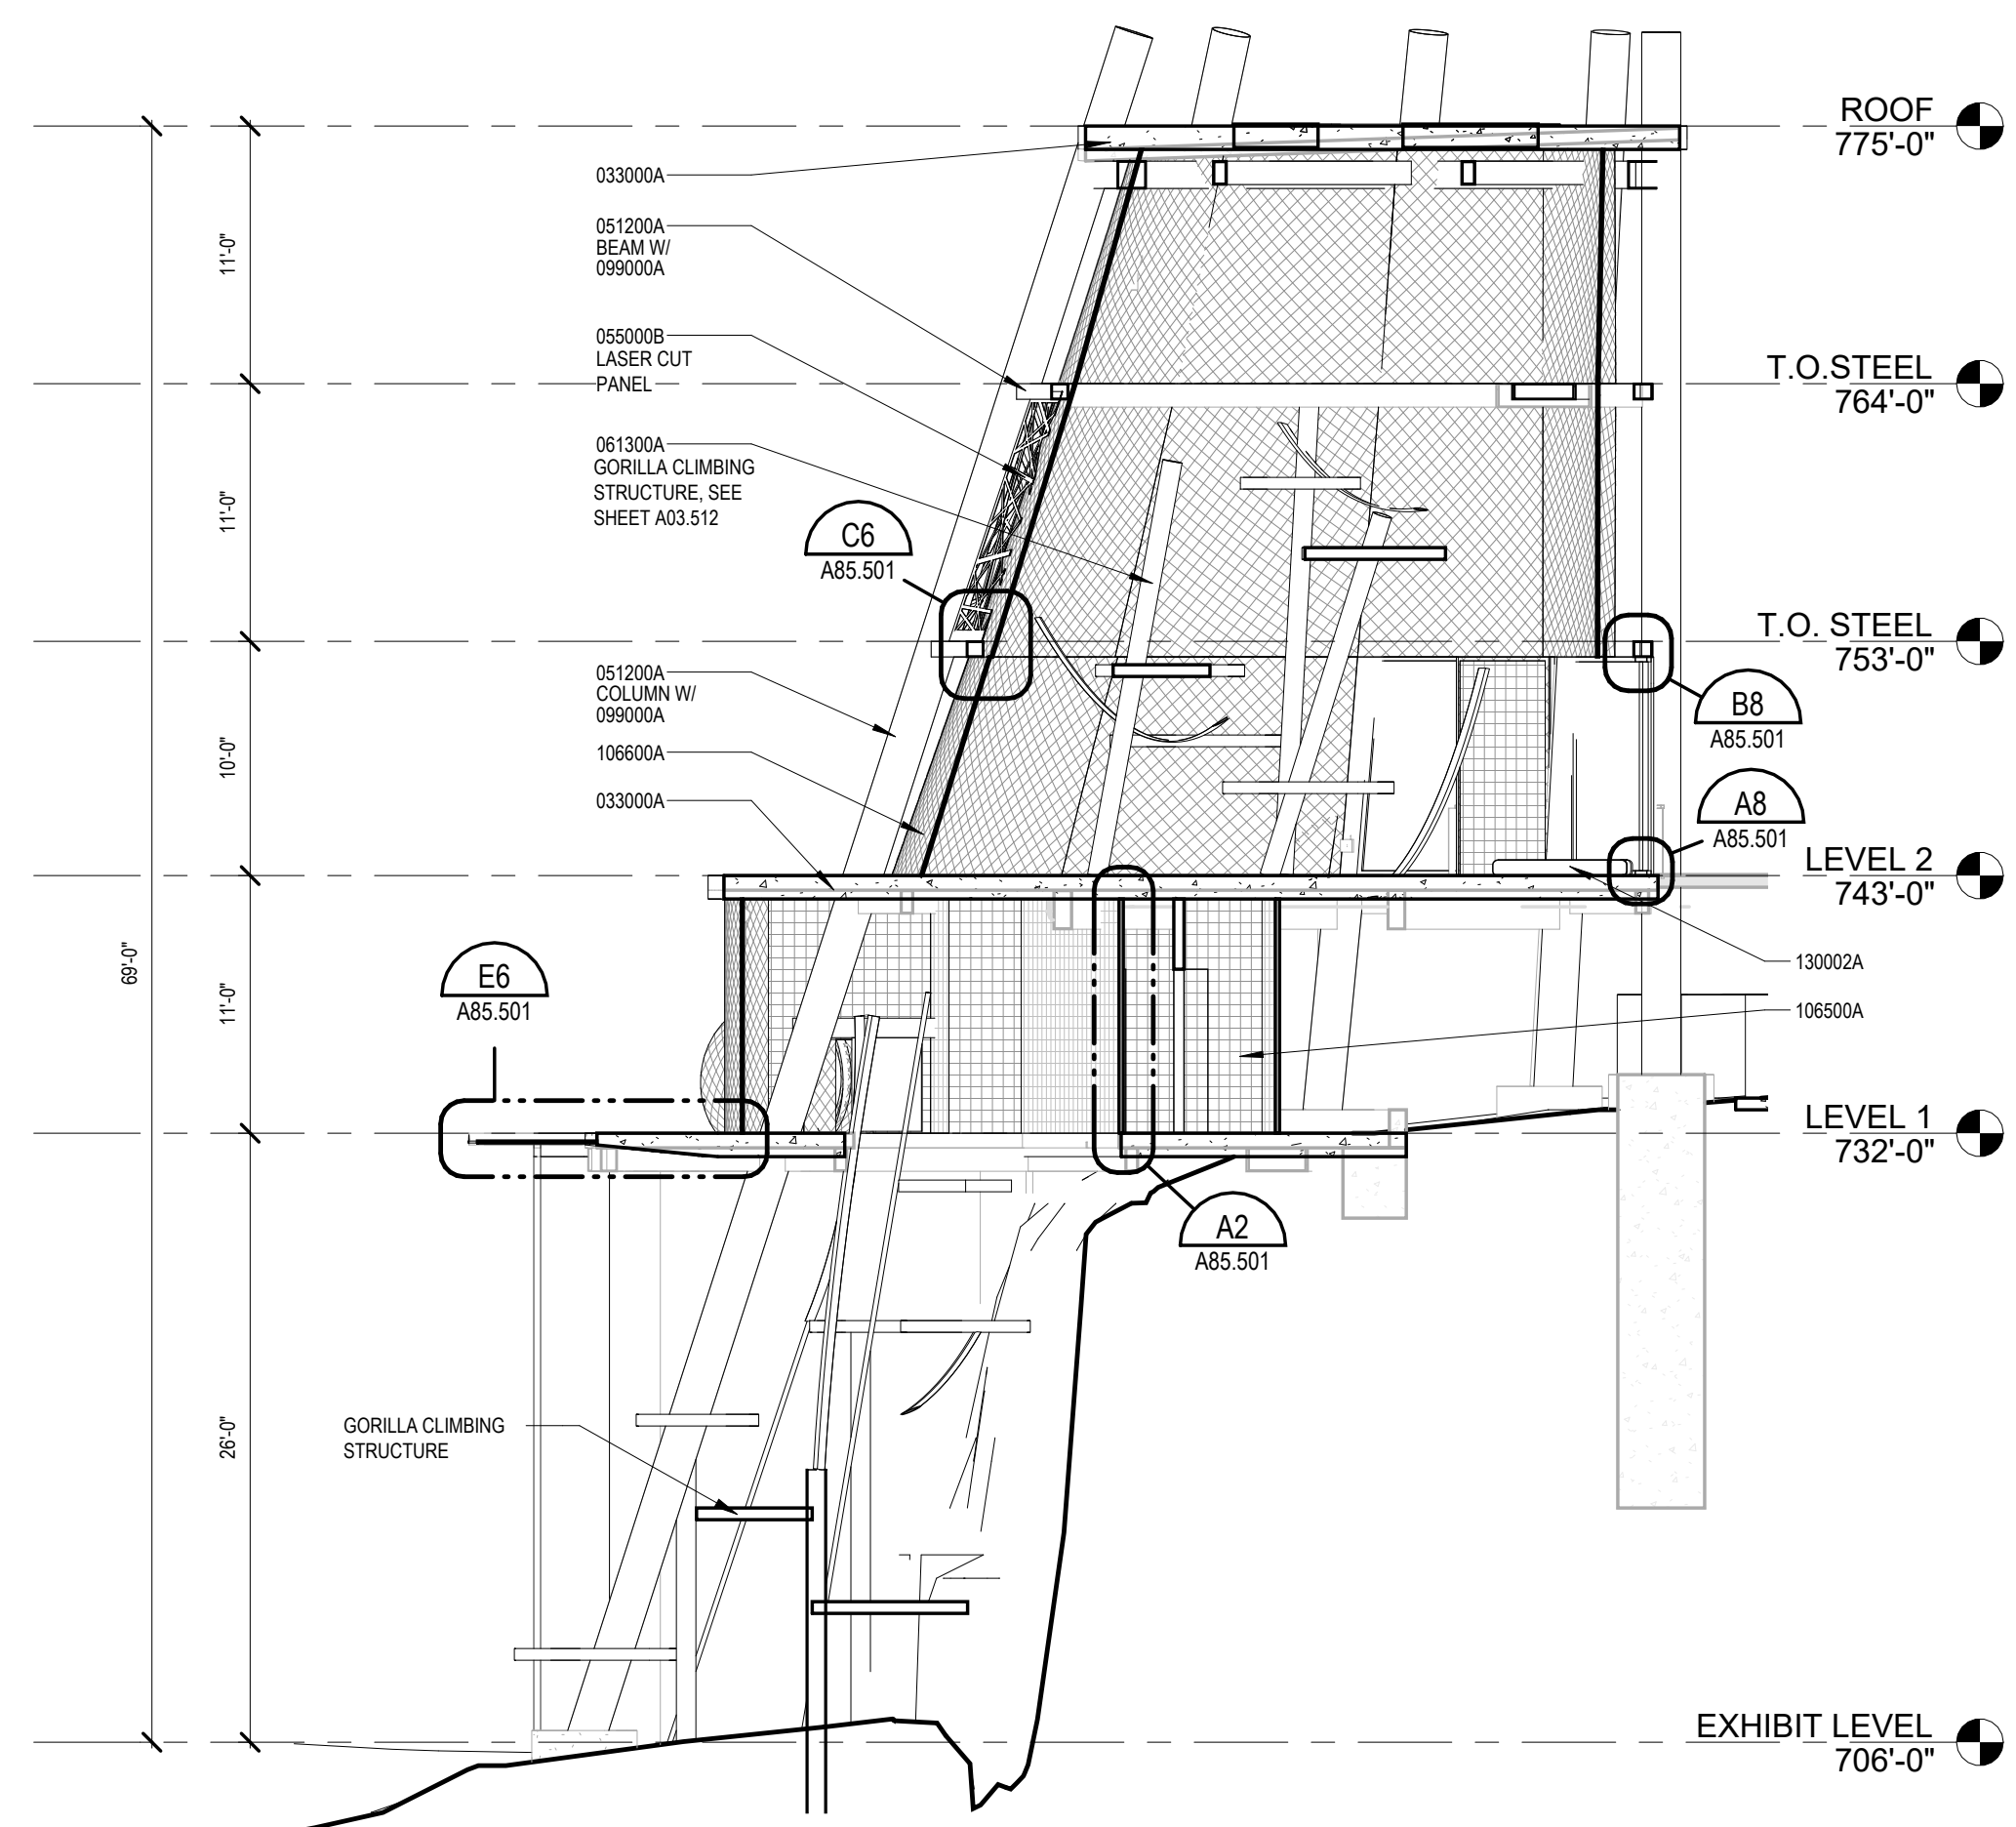 ROOF
775'-0"
033000A
051200A
BEAM W/
099000A
11'-0"
055000B
LASER CUT
PANEL
T.O.STEEL
764'-0"
061300A
GORILLA CLIMBING
STRUCTURE, SEE
SHEET A03.512
11'-0"
C6
A85.501
T.O. STEEL
753'-0"
051200A
COLUMN W/
099000A
B8
A85.501
10'-0"
106600A
033000A
A8
A85.501
LEVEL 2
743'-0"
69'-0"
E6
A85.501
11'-0"
130002A
106500A
LEVEL 1
732'-0"
A2
A85.501
26'-0"
GORILLA CLIMBING
STRUCTURE
EXHIBIT LEVEL
706'-0"